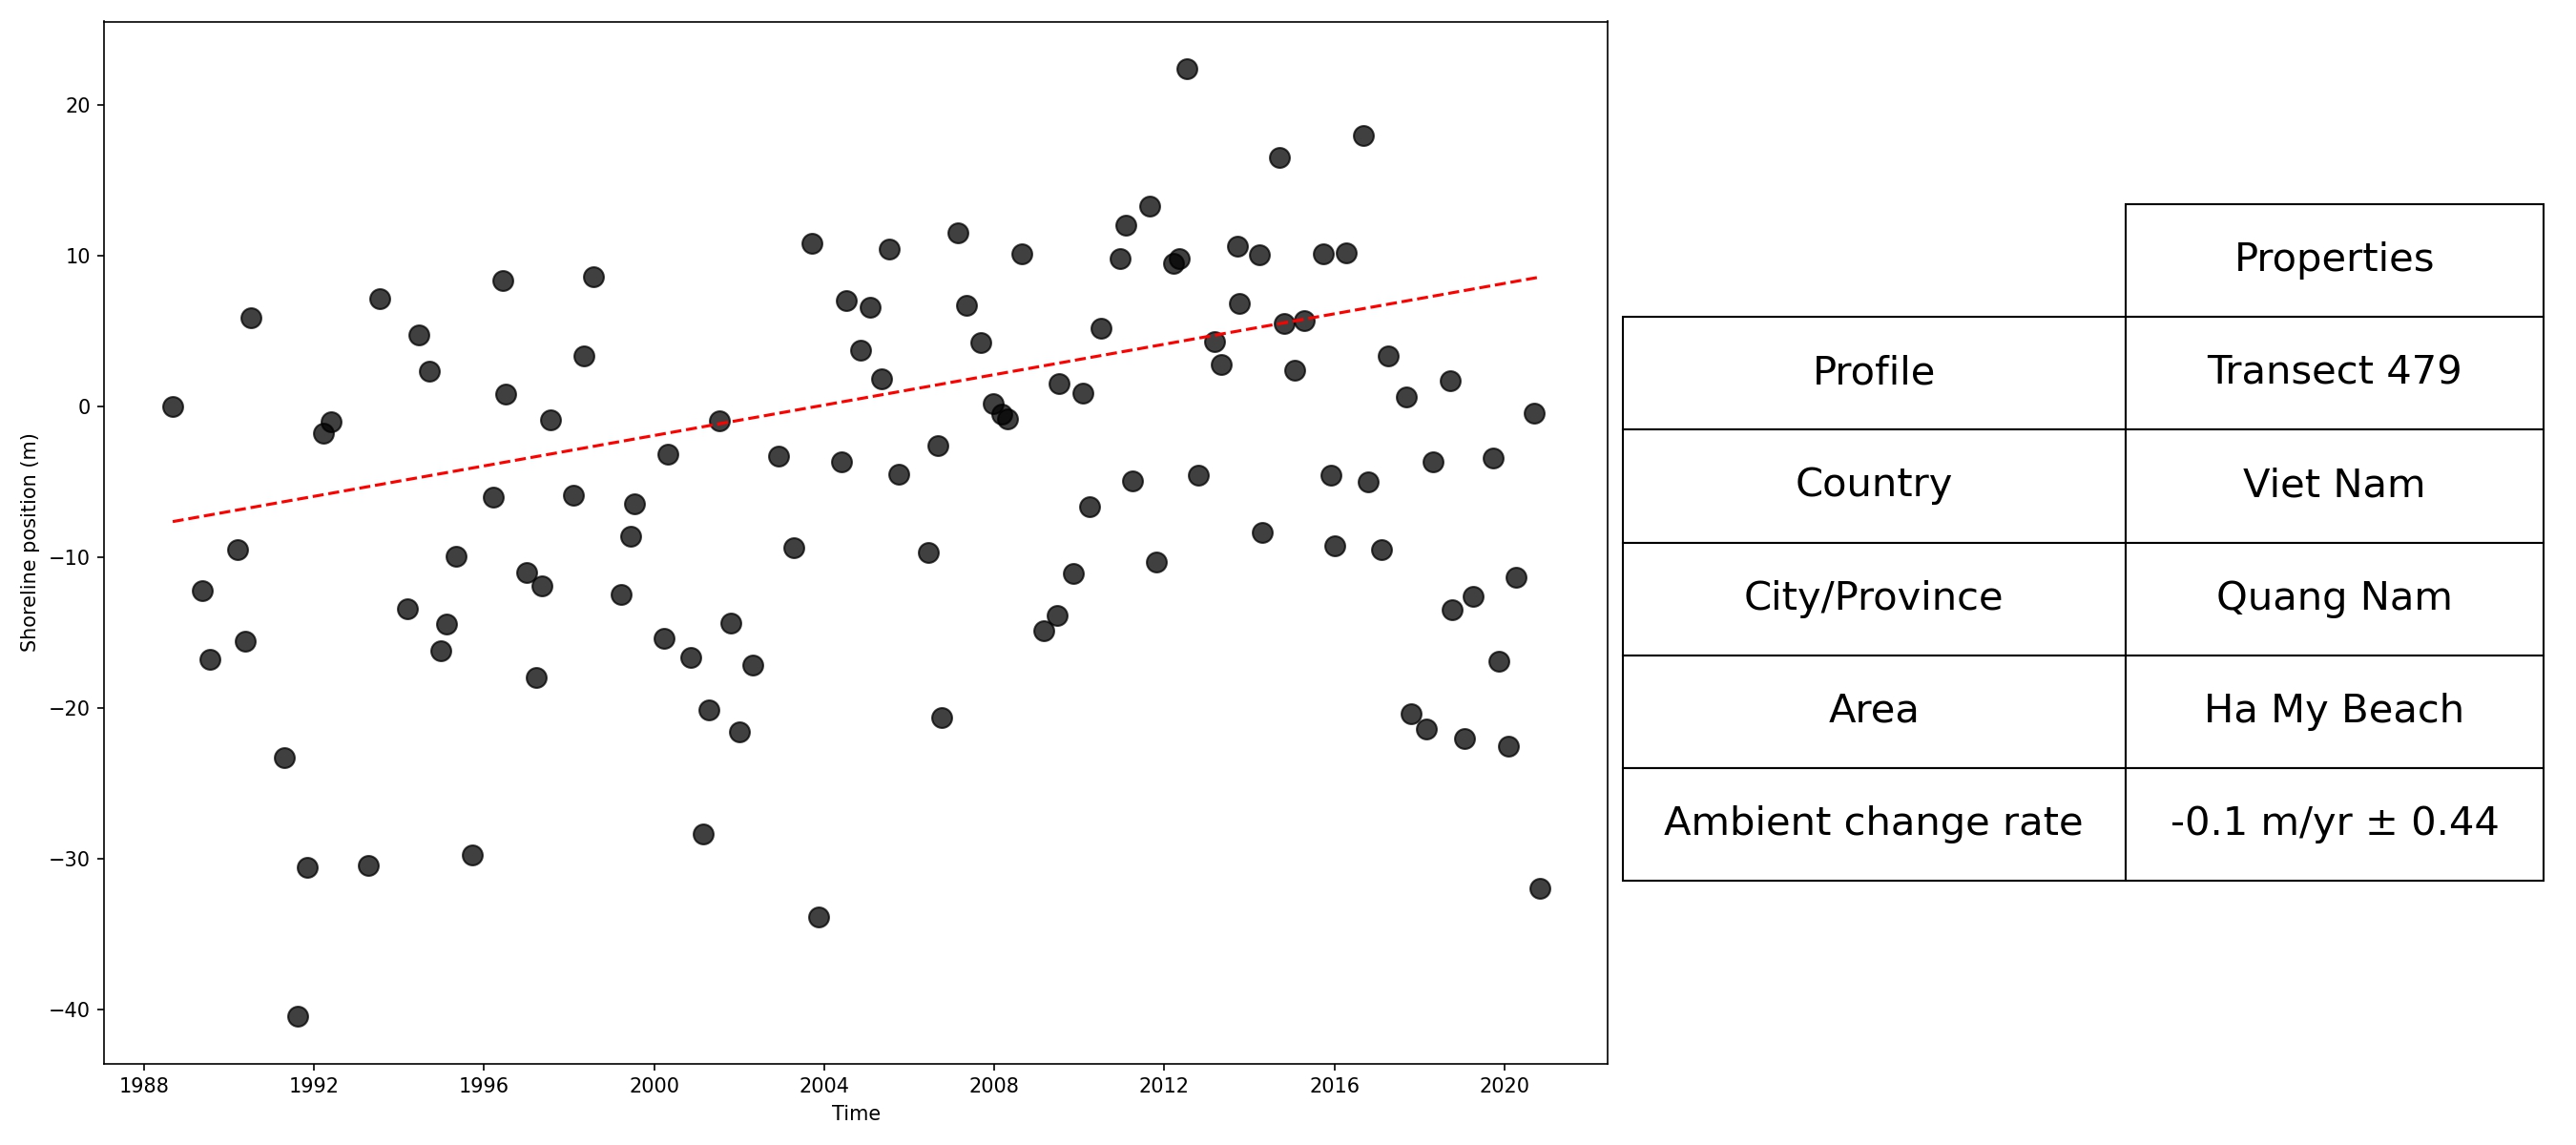 20
10
0
−10
−20
−30
−40
Shoreline position (m)
1988 1992 1996 2000 2004 2008 2012 2016 2020
Time
Properties
Profile Transect 479
Country Viet Nam
City/Province Quang Nam
Area Ha My Beach
Ambient change rate -0.1 m/yr ± 0.44